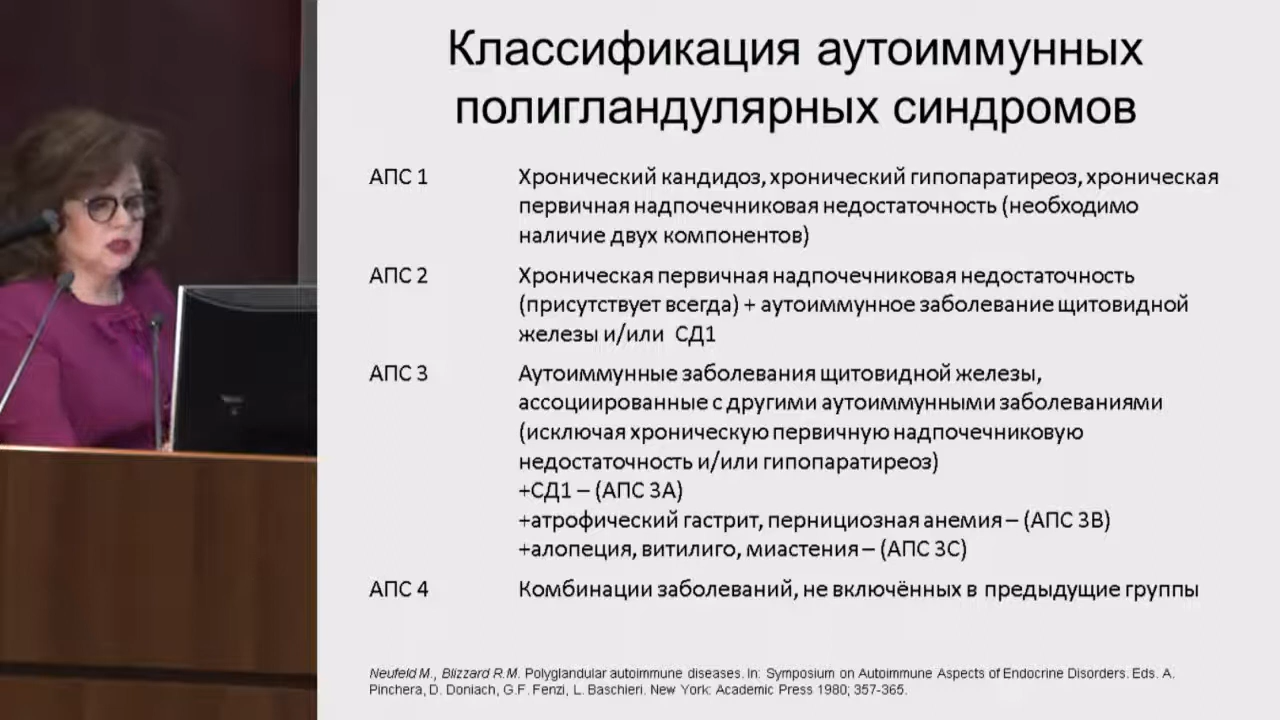 Классификация аутоиммунных
полигландулярных синдромов
АПС 1 Хронический кандидоз, хронический гипопаратиреоз, хроническая
первичная надпочечниковая недостаточность (необходимо
наличие двух компонентов)
АПС 2 Хроническая первичная надпочечниковая недостаточность
(присутствует всегда) + аутоиммунное заболевание щитовидной
железы и/или СД1
АПС 3 Аутоиммунные заболевания щитовидной железы,
ассоциированные с другими аутоиммунными заболеваниями
(исключая хроническую первичную надпочечниковую
недостаточность и/или гипопаратиреоз)
+СД1 – (АПС 3А)
+атрофический гастрит, пернициозная анемия – (АПС 3В)
+алопеция, витилиго, миастения – (АПС 3С)
АПС 4 Комбинации заболеваний, не включённых в предыдущие группы
Neufeld M., Blizzard R.M. Polyglandular autoimmune diseases. In: Symposium on Autoimmune Aspects of Endocrine Disorders. Eds. A.
Pinchera, D. Doniach, G.F. Fenzi, L. Baschieri. New York: Academic Press 1980; 357-365.